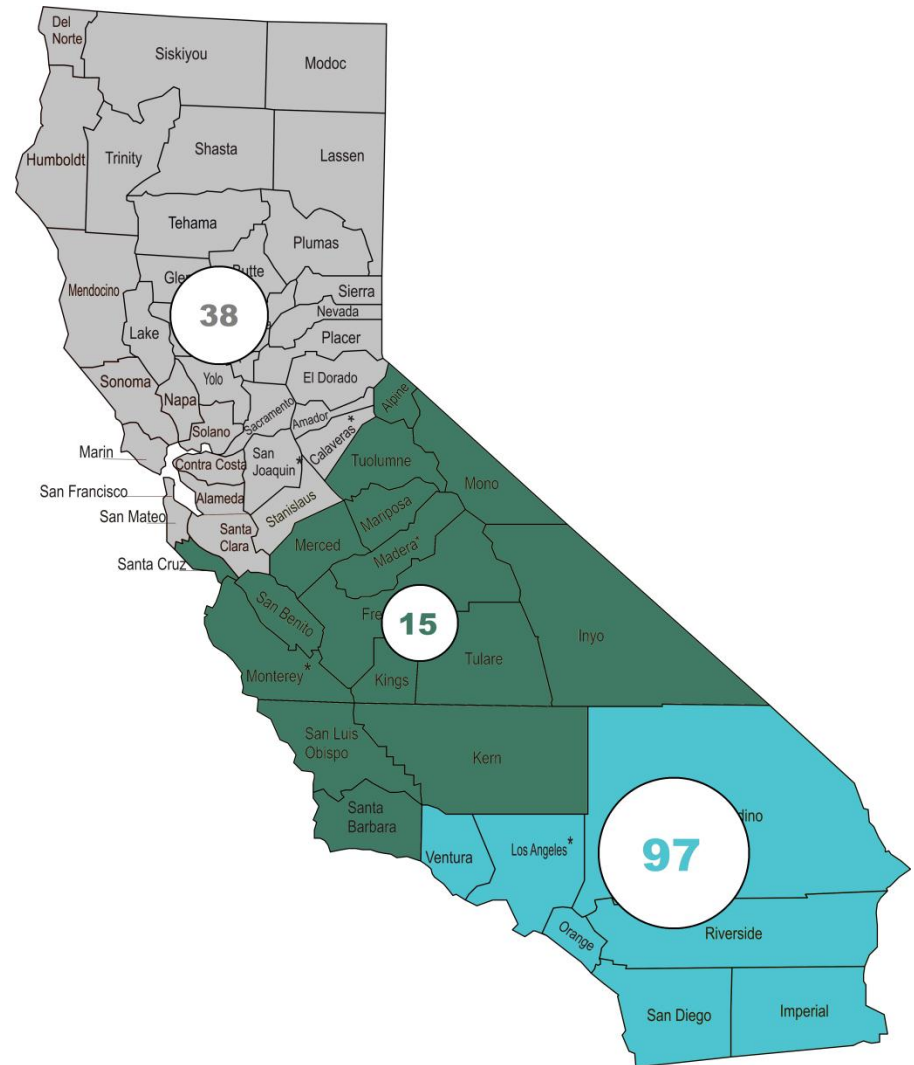 Del
Norte
Siskiyou
Modoc
Humboldt
Trinity
Shasta
Lassen
Tehama
Plumas
Mendocino
38
Sierra
Nevada
Placer
Lake
Sonoma
Napa
Yolo
El Dorado
Sacramento
Amador
Calaveras*
Alpine
Solano
Marin
Contra Costa
San
Joaquin*
Tuolumne
Mono
San Francisco
Alameda
Stanislaus
San Mateo
Santa
Clara
Mariposa
Merced
Madera*
Santa Cruz
San Benito
15
Inyo
Tulare
Monterey*
Kings
San Luis
Obispo
Kern
Santa
Barbara
Ventura
Los Angeles*
97
Orange
Riverside
San Diego
Imperial